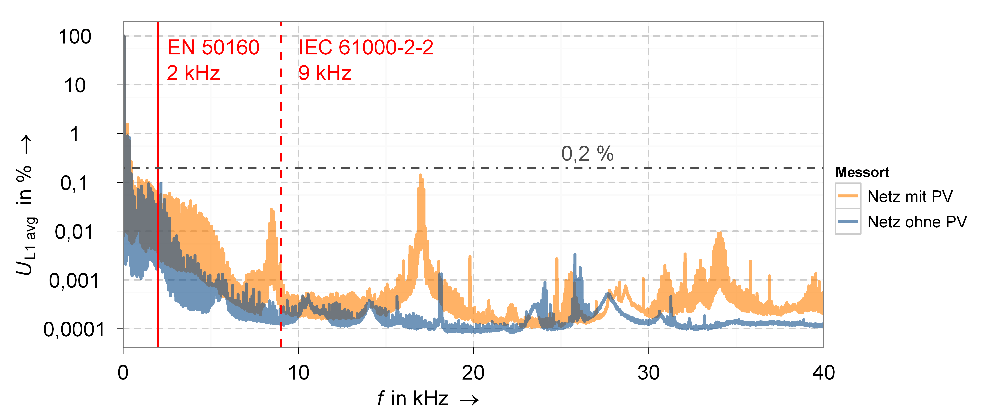 100
10
1
0,1
0,01
0,001
0,0001
U L1 avg in % →
EN 50160
2 kHz
IEC 61000-2-2
9 kHz
0,2 %
0
10
20
30
40
f in kHz →
Messort
Netz mit PV
Netz ohne PV